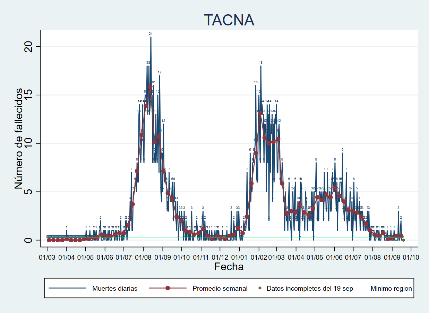 TACNA
Número de fallecidos
20
15
10
5
0
01/03 01/04 01/05 01/06 01/07 01/08 01/09 01/10 01/11 01/12 01/01 01/02 01/03 01/04 01/05 01/06 01/07 01/08 01/09 01/10
Fecha
Muertes diarias Promedio semanal Datos incompletos del 19 sep Minimo region